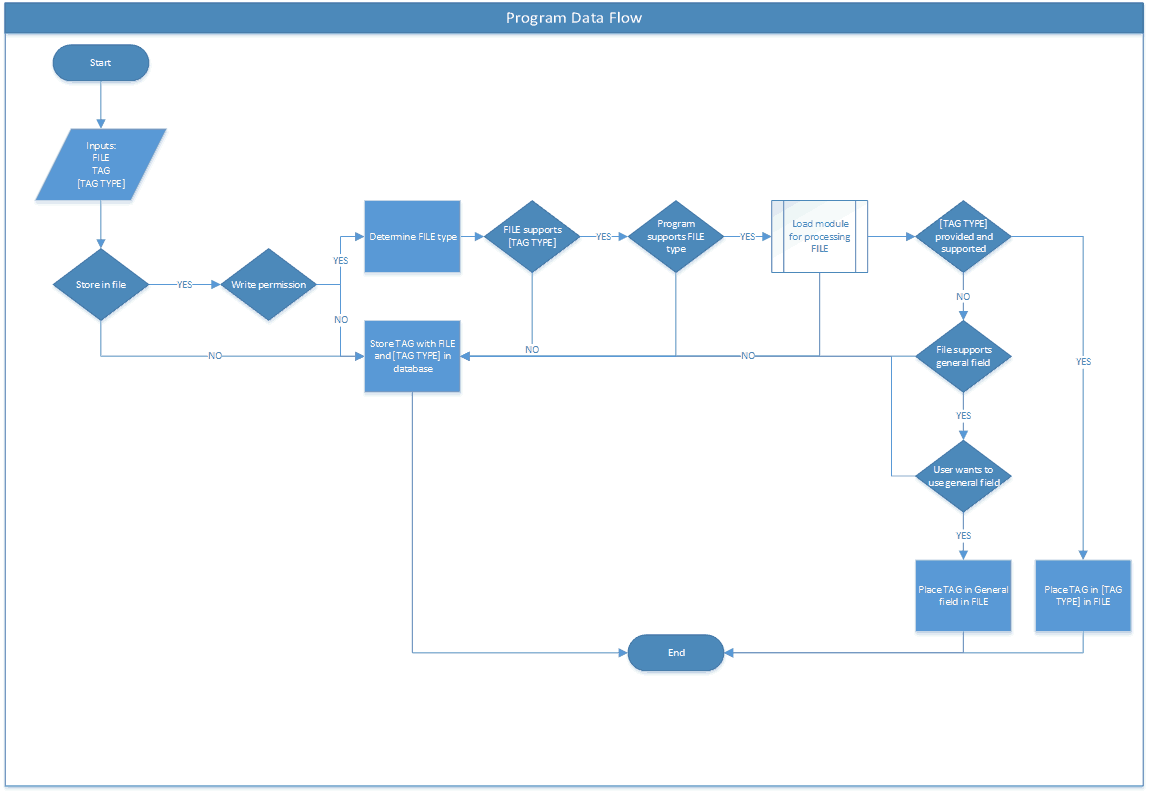 Program Data Flow
Start
Inputs:
FILE
TAG
[TAG TYPE]
Store in file
YES
Write permission
YES
NO
NO
Determine FILE type
FILE supports
[TAG TYPE]
YES
Program
supports FILE
type
YES
Load module
for processing
FILE
[TAG TYPE]
provided and
supported
NO
YES
Store TAG with FILE
and [TAG TYPE] in
database
NO
NO
File supports
general field
YES
User wants to
use general field
YES
Place TAG in General
field in FILE
Place TAG in [TAG
TYPE] in FILE
End